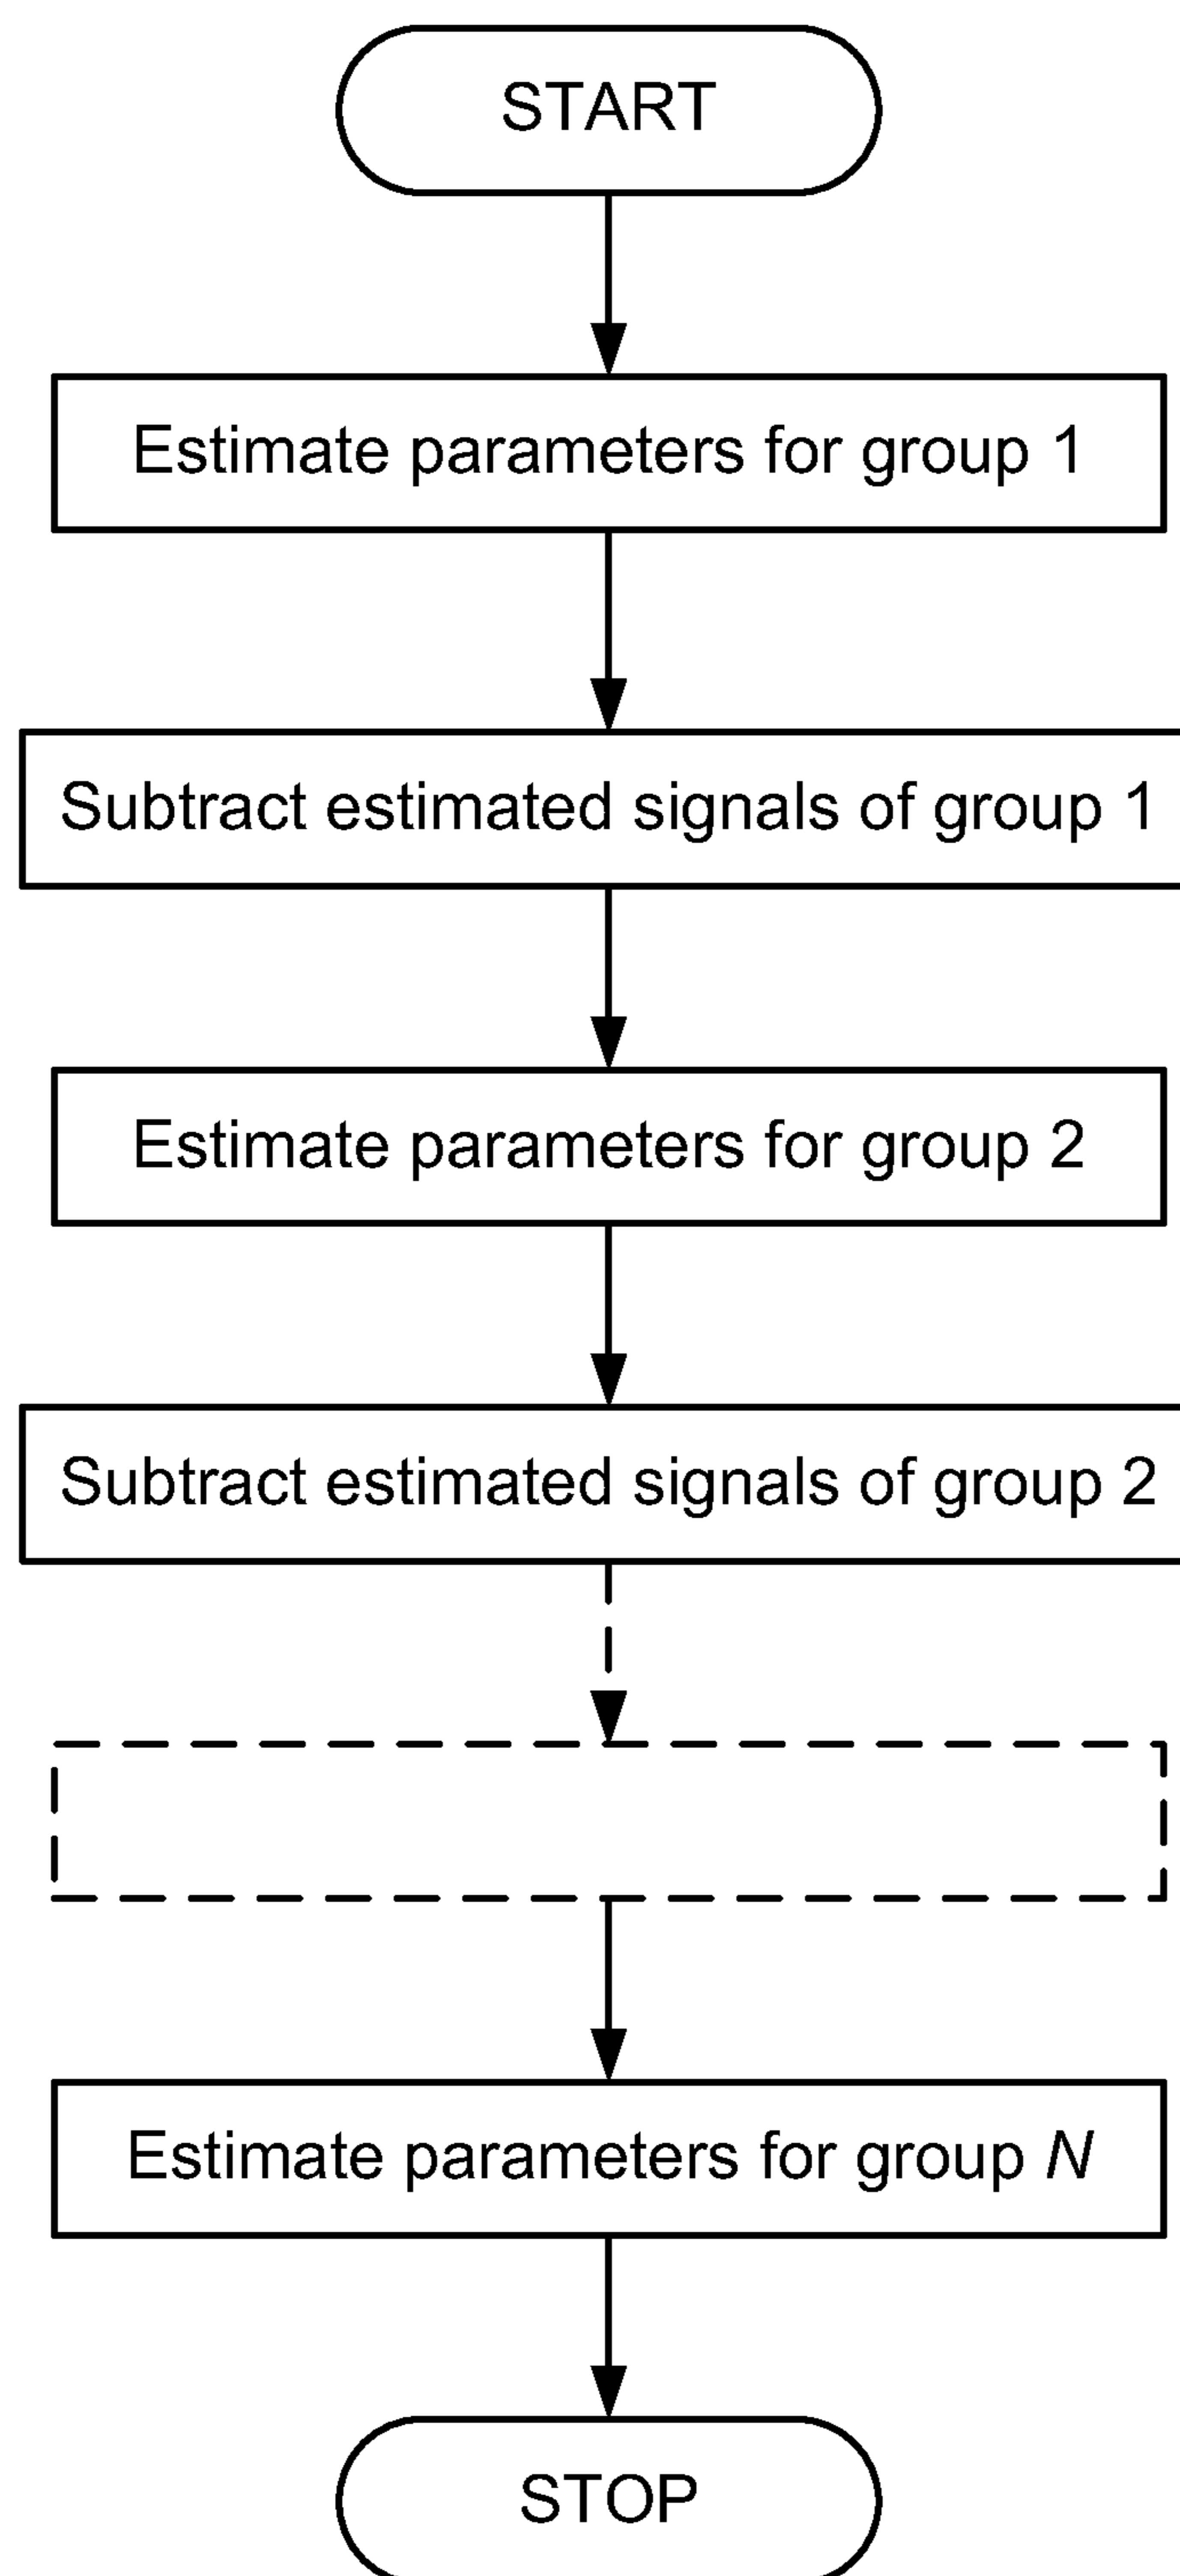 START
Estimate parameters for group 1
Subtract estimated signals of group 1
Estimate parameters for group 2
Subtract estimated signals of group 2
Estimate parameters for group N
STOP